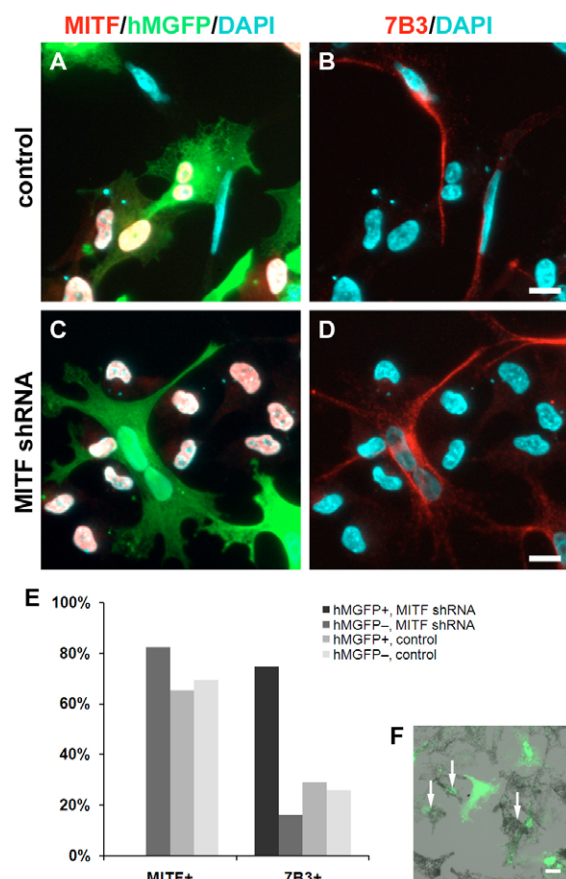 MITF/hMGFP/DAPI
7B3/DAPI
A
B
control
C
D
MITF shRNA
E
100%
80%
60%
40%
20%
0%
hMGFP+, MITF shRNA
hMGFP–, MITF shRNA
hMGFP+, control
hMGFP–, control
MITF+
7B3+
F